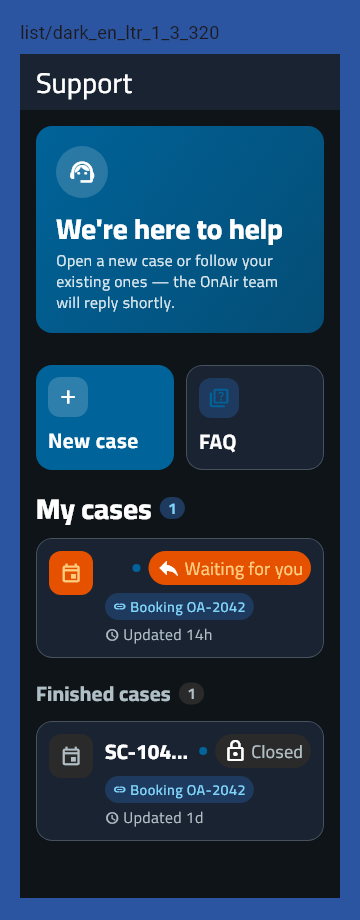 list/dark_en_ltr_1_3_320
Support
We're here to help
Open a new case or follow your
existing ones — the OnAir team
will reply shortly.
New case
FAQ
My cases 1
Waiting for you
Booking OA-2042
Updated 14h
Finished cases 1
SC-104... Closed
Booking OA-2042
Updated 1d